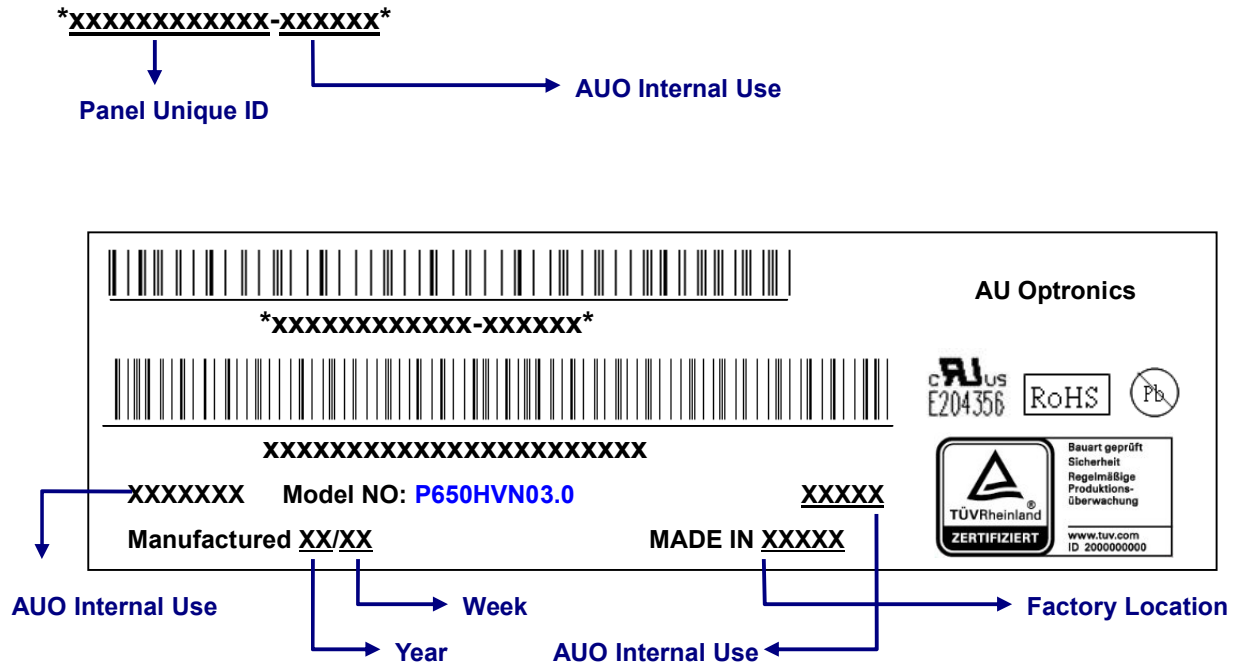 *xxxxxxxxxxxx-xxxxxx*
Panel Unique ID
AUO Internal Use
*xxxxxxxxxxxx-xxxxxx*
AU Optronics
c RU us
E204356
RoHS
Pb
xxxxxxxxxxxxxxxxxxxxxxx
Bauart geprüft
Sicherheit
Regelmäßige
Produktions-
überwachung
www.tuv.com
ID 2000000000
TÜVRheinland®
ZERTIFIZIERT
XXXXXXX Model NO: P650HVN03.0 XXXXX
Manufactured XX/XX MADE IN XXXXX
AUO Internal Use
Week
Factory Location
Year
AUO Internal Use